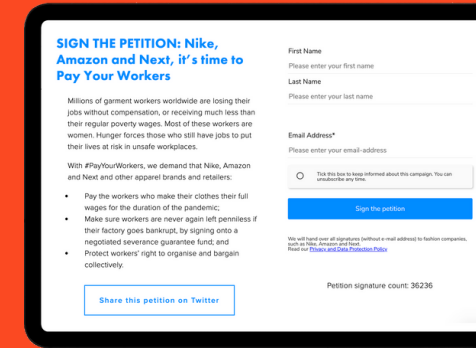 SIGN THE PETITION: Nike,
Amazon and Next, it's time to
Pay Your Workers
Millions of garment workers worldwide are losing their
jobs without compensation, or receiving much less than
their regular poverty wages. Most of these workers are
women. Hunger forces those who still have jobs to put
their lives at risk in unsafe workplaces.
With #PayYourWorkers, we demand that Nike, Amazon
and Next and other apparel brands and retailers:
• Pay the workers who make their clothes their full
wages for the duration of the pandemic;
• Make sure workers are never again left penniless if
their factory goes bankrupt, by signing onto a
negotiated severance guarantee fund; and
• Protect workers' right to organise and bargain
collectively.
Share this petition on Twitter
First Name
Please enter your first name
Last Name
Please enter your last name
Email Address*
Please enter your email-address
Tick this box to keep informed about this campaign. You can
unsubscribe any time.
Sign the petition
We will hand over all signatures (without e-mail address) to fashion companies,
such as Nike, Amazon and Next.
Read our Privacy and Data Protection Policy.
Petition signature count: 36236